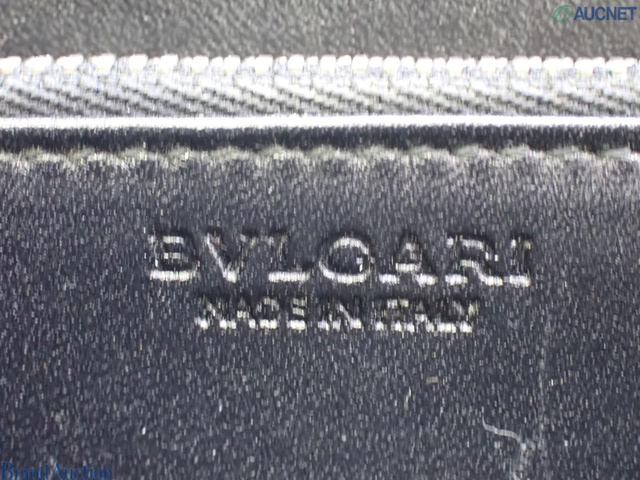 AUCNET
BVLGARI
MADE IN ITALY
Brand Auction